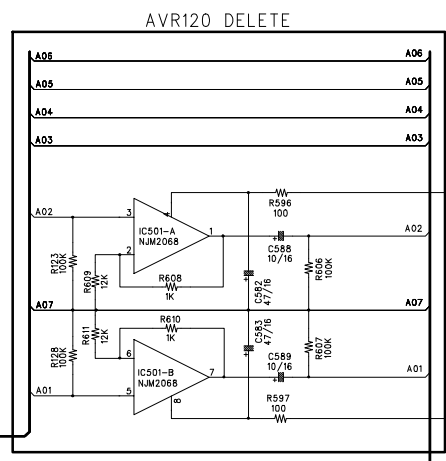 AVR120 DELETE
A06 A06
A05 A05
A04 A04
A03 A03
4 R596
100
A02 3 IC501-A
NJM2068 1 A02
2 C588
10/16
R123
100K
R609
12K
R608
1K
C582
47/16
R606
100K
A07 A07
R610
1K
R611
12K
R128
100K
C583
47/16
R607
100K
6 C589
10/16
IC501-B
NJM2068 7
A01 5 A01
8 R597
100